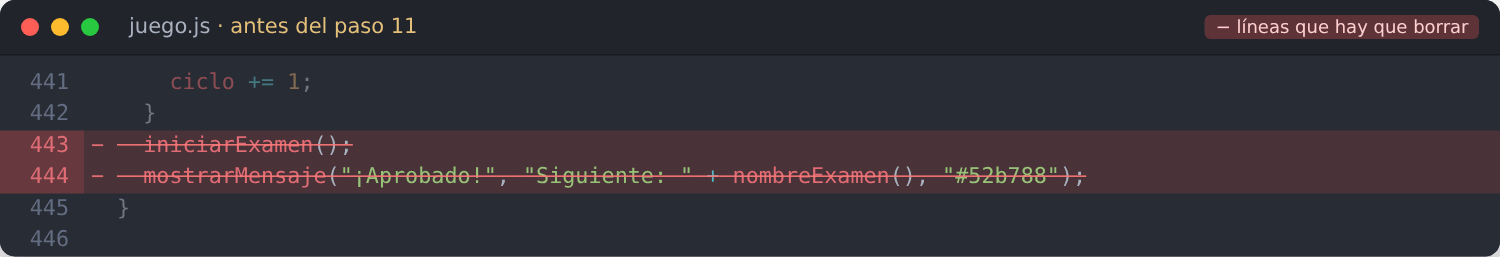 juego.js · antes del paso 11
− líneas que hay que borrar
441 ciclo += 1;
442 }
443 − iniciarExamen();
444 − mostrarMensaje("¡Aprobado!", "Siguiente: " + nombreExamen(), "#52b788");
445 }
446